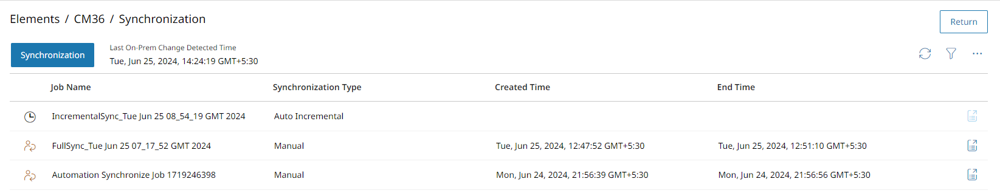 Elements / CM36 / Synchronization
Return
Synchronization
Last On-Prem Change Detected Time
Tue, Jun 25, 2024, 14:24:19 GMT+5:30
Job Name Synchronization Type Created Time End Time
IncrementalSync_Tue Jun 25 08_54_19 GMT 2024 Auto Incremental
FullSync_Tue Jun 25 07_17_52 GMT 2024 Manual Tue, Jun 25, 2024, 12:47:52 GMT+5:30 Tue, Jun 25, 2024, 12:51:10 GMT+5:30
Automation Synchronize Job 1719246398 Manual Mon, Jun 24, 2024, 21:56:39 GMT+5:30 Mon, Jun 24, 2024, 21:56:56 GMT+5:30